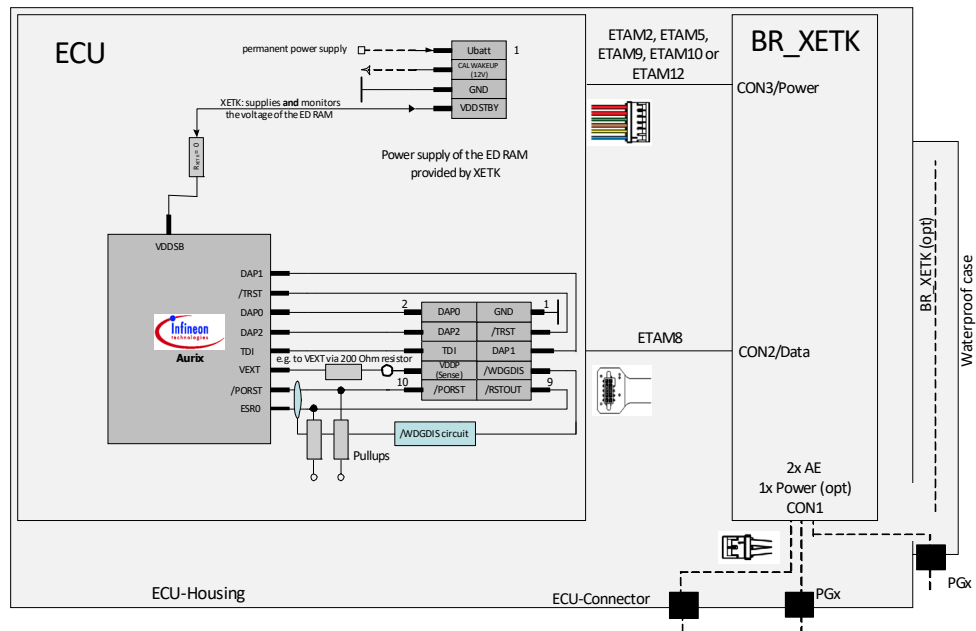 ECU
permanent power supply
Ubatt
1
CAL WAKEUP
(12V)
GND
VDDSTBY
XETK: supplies and monitors
the voltage of the ED RAM
= 0
Power supply of the ED RAM
provided by XETK
VDDSB
Infineon
technologies
Aurix
DAP1
/TRST
DAP0
DAP2
TDI
VEXT
/PORST
ESR0
e.g. to VEXT via 200 Ohm resistor
2
DAP0
GND
1
DAP2
/TRST
TDI
DAP1
VDDP
(Sense)
/WDGDIS
10
/PORST
/RSTOUT
9
/WDGDIS circuit
Pullups
ETAM2, ETAM5,
ETAM9, ETAM10 or
ETAM12
ETAM8
BR_XETK
CON3/Power
CON2/Data
2x AE
1x Power (opt)
CON1
BR_XETK (opt)
Waterproof case
PGx
PGx
ECU-Housing
ECU-Connector